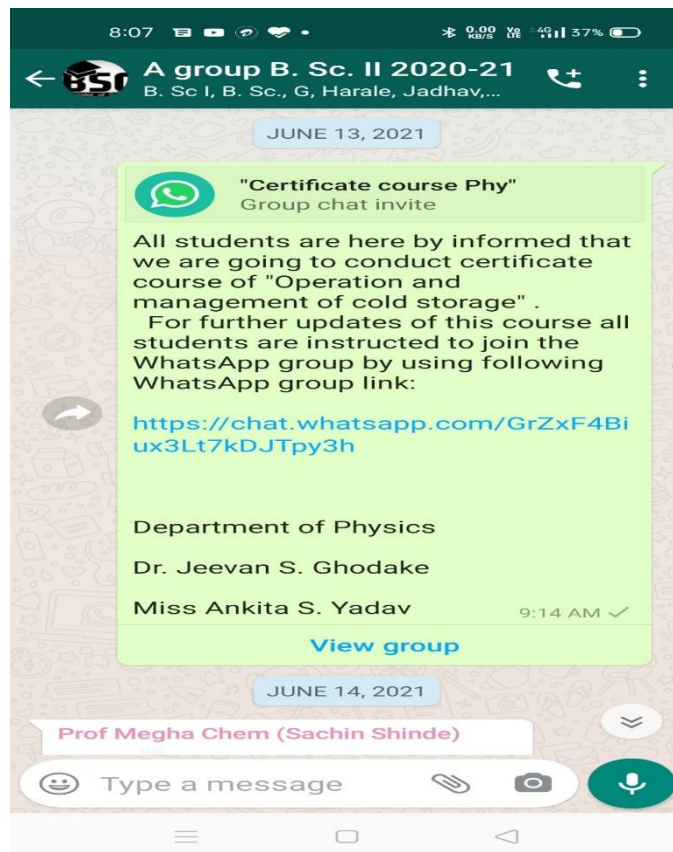 8:07 0.00 KB/S Vo LTE 4G 37%
BSC A group B. Sc. II 2020-21
B. Sc I, B. Sc., G, Harale, Jadhav,...
JUNE 13, 2021
"Certificate course Phy"
Group chat invite
All students are here by informed that
we are going to conduct certificate
course of "Operation and
management of cold storage" .
For further updates of this course all
students are instructed to join the
WhatsApp group by using following
WhatsApp group link:
https://chat.whatsapp.com/GrZxF4Bi
ux3Lt7kDJTpy3h
Department of Physics
Dr. Jeevan S. Ghodake
Miss Ankita S. Yadav 9:14 AM
View group
JUNE 14, 2021
Prof Megha Chem (Sachin Shinde)
Type a message